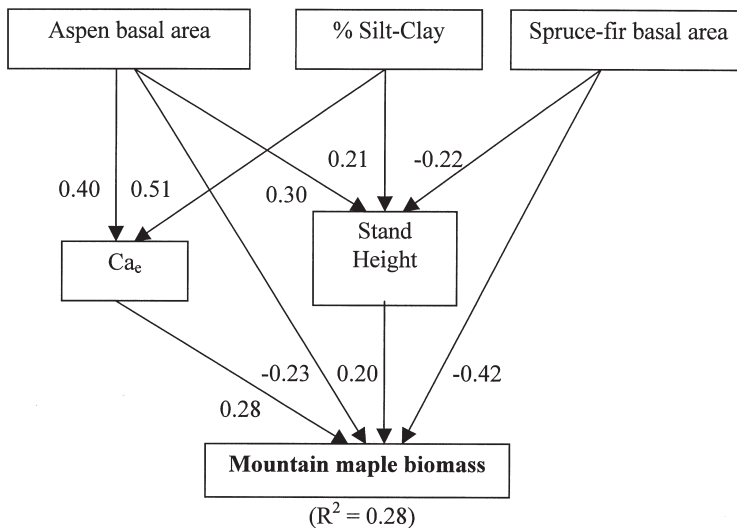 Aspen basal area
% Silt-Clay
Spruce-fir basal area
0.40
0.51
0.30
0.21
-0.22
Ca_e
Stand
Height
-0.23
0.28
0.20
-0.42
Mountain maple biomass
(R² = 0.28)